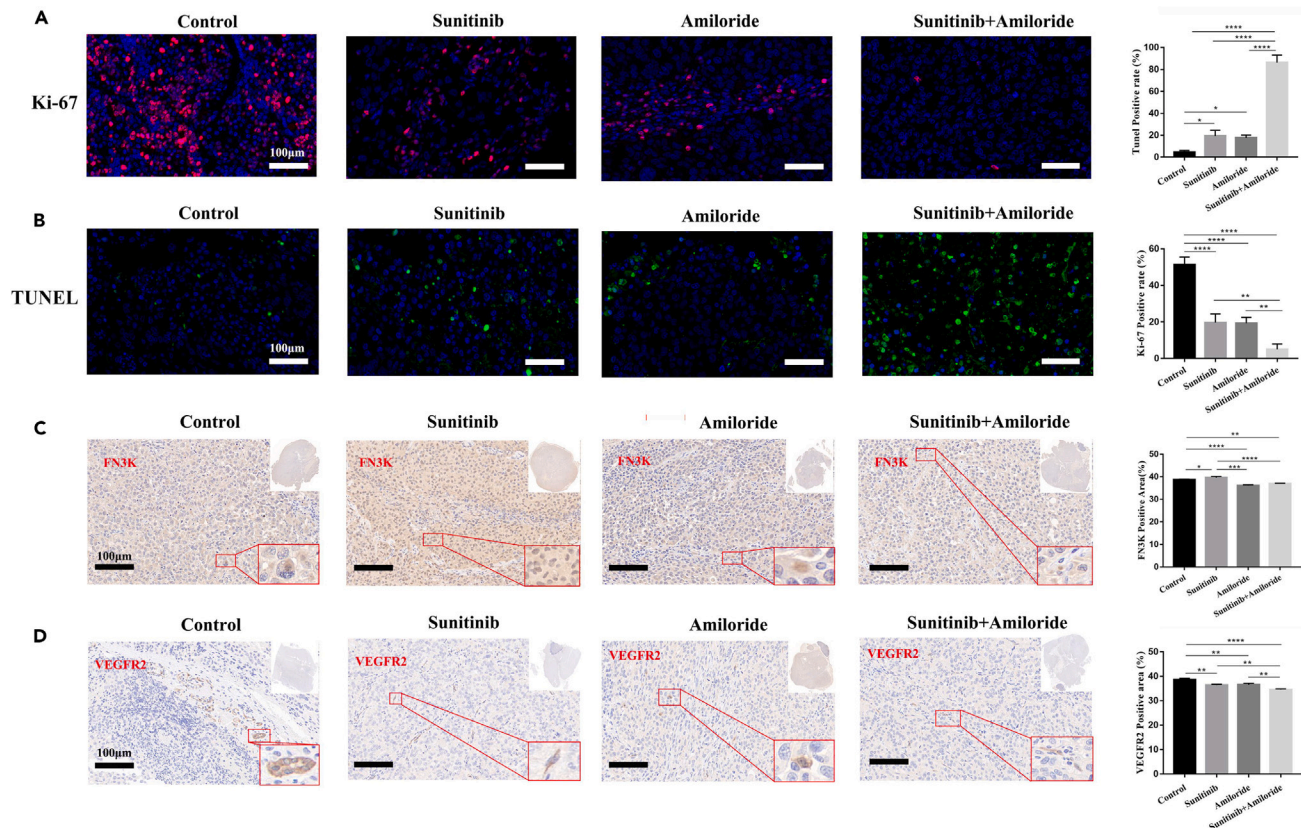 A
Control
Sunitinib
Amiloride
Sunitinib+Amiloride
Ki-67
100μm
Tunel Positive rate (%)
100
80
60
40
20
0
****
****
****
*
*
Control
Sunitinib
Amiloride
Sunitinib+Amiloride
B
Control
Sunitinib
Amiloride
Sunitinib+Amiloride
TUNEL
100μm
Ki-67 Positive rate (%)
60
40
20
0
****
****
****
**
**
Control
Sunitinib
Amiloride
Sunitinib+Amiloride
C
Control
Sunitinib
Amiloride
Sunitinib+Amiloride
FN3K
FN3K
FN3K
FN3K
100μm
FN3K Positive Area(%)
50
40
30
20
10
0
**
****
****
*
***
Control
Sunitinib
Amiloride
Sunitinib+Amiloride
D
Control
Sunitinib
Amiloride
Sunitinib+Amiloride
VEGFR2
VEGFR2
VEGFR2
VEGFR2
100μm
VEGFR2 Positive area (%)
50
40
30
20
10
0
****
**
**
**
**
Control
Sunitinib
Amiloride
Sunitinib+Amiloride